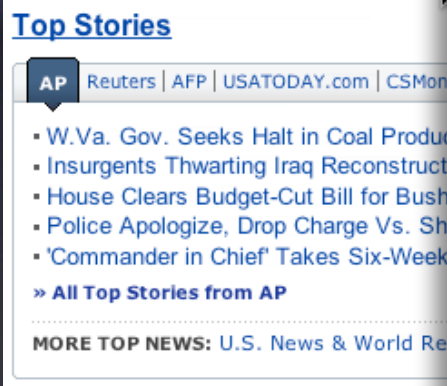 Top Stories
AP Reuters | AFP | USATODAY.com | CSMon
▪ W.Va. Gov. Seeks Halt in Coal Produc
▪ Insurgents Thwarting Iraq Reconstruct
▪ House Clears Budget-Cut Bill for Bush
▪ Police Apologize, Drop Charge Vs. Sh
▪ 'Commander in Chief' Takes Six-Week
» All Top Stories from AP
MORE TOP NEWS: U.S. News & World Re